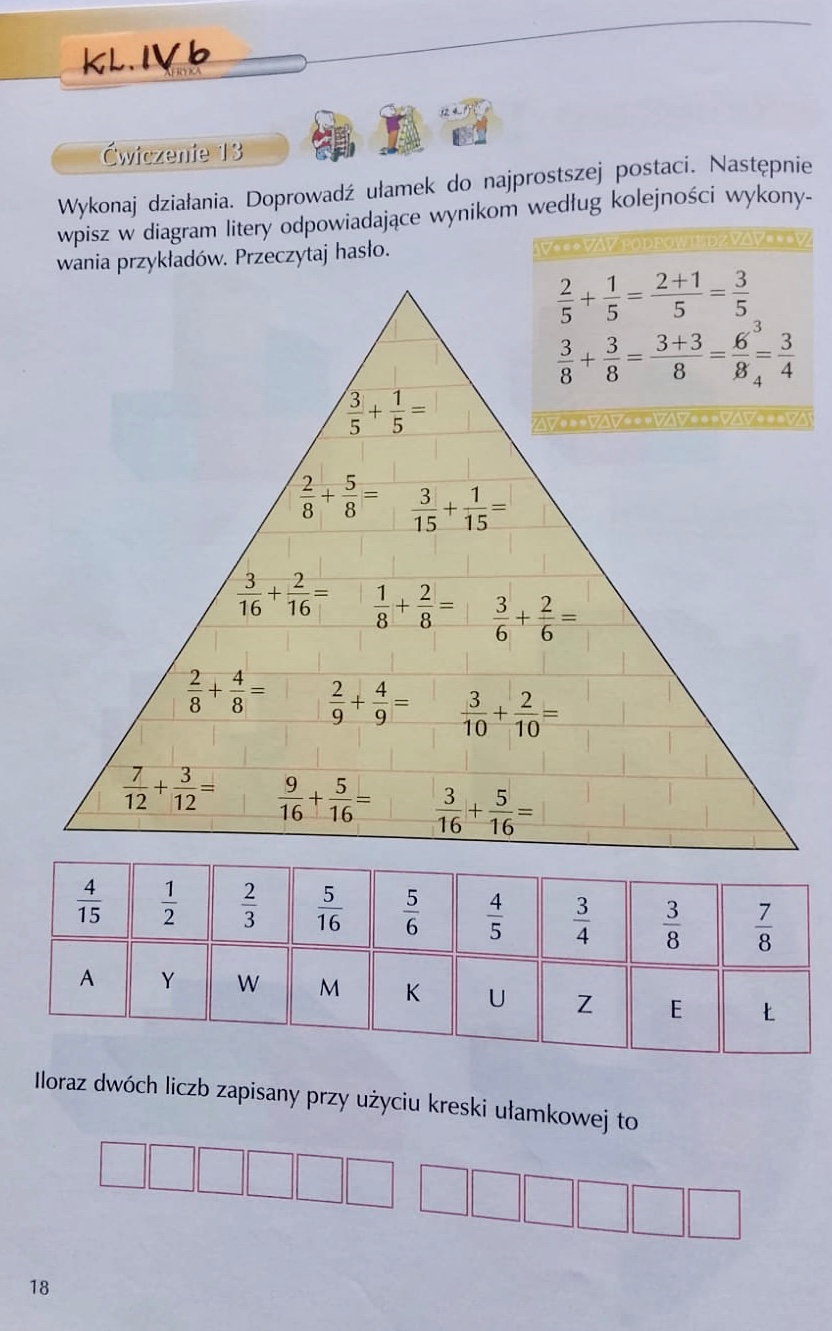 KL. IV b
AFRYKA
Ćwiczenie 13
Wykonaj działania. Doprowadź ułamek do najprostszej postaci. Następnie
wpisz w diagram litery odpowiadające wynikom według kolejności wykony-
wania przykładów. Przeczytaj hasło.
PODPOWIEDŹ
2/5 + 1/5 = 2+1/5 = 3/5
3/8 + 3/8 = 3+3/8 = 6/8 3 4 = 3/4
3/5 + 1/5 =
2/8 + 5/8 = 3/15 + 1/15 =
3/16 + 2/16 = 1/8 + 2/8 = 3/6 + 2/6 =
2/8 + 4/8 = 2/9 + 4/9 = 3/10 + 2/10 =
7/12 + 3/12 = 9/16 + 5/16 = 3/16 + 5/16 =
4/15 1/2 2/3 5/16 5/6 4/5 3/4 3/8 7/8
A Y W M K U Z E Ł
Iloraz dwóch liczb zapisany przy użyciu kreski ułamkowej to
18